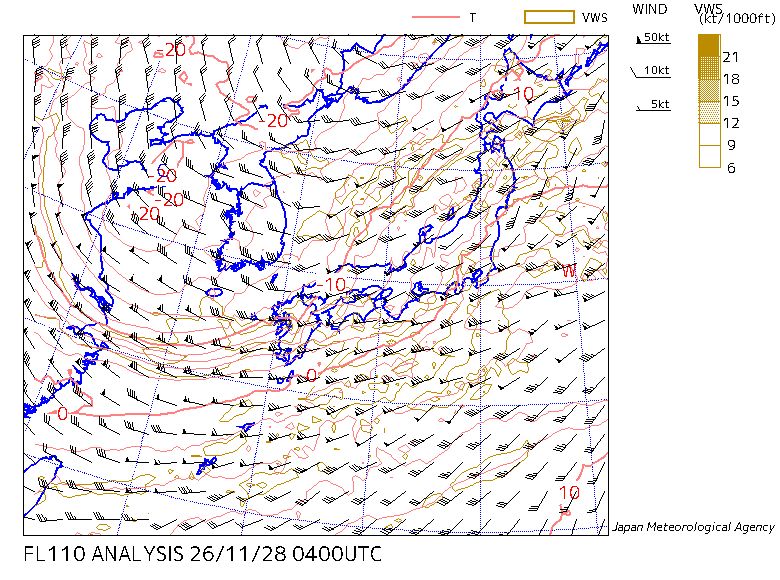 T VWS WIND VWS
(kt/1000ft)
50kt
10kt
5kt
21
18
15
12
9
6
-20
-20
10
-20
-20
20
-10
W
0
0
10
Japan Meteorological Agency
FL110 ANALYSIS 26/11/28 0400UTC